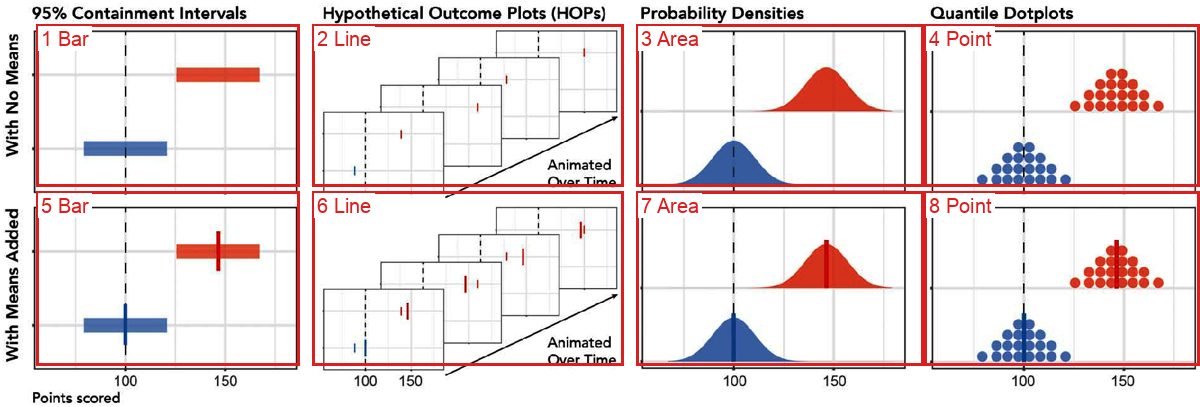 95% Containment Intervals
Hypothetical Outcome Plots (HOPs)
Probability Densities
Quantile Dotplots
With No Means
1 Bar
2 Line
Animated
Over Time
3 Area
4 Point
With Means Added
5 Bar
6 Line
Animated
Over Time
7 Area
8 Point
100 150
100 150
100 150
100 150
Points scored